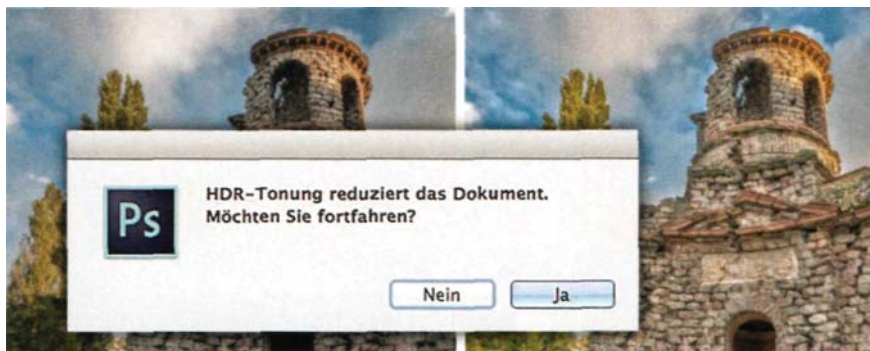 Ps
HDR-Tonung reduziert das Dokument.
Möchten Sie fortfahren?
Nein
Ja